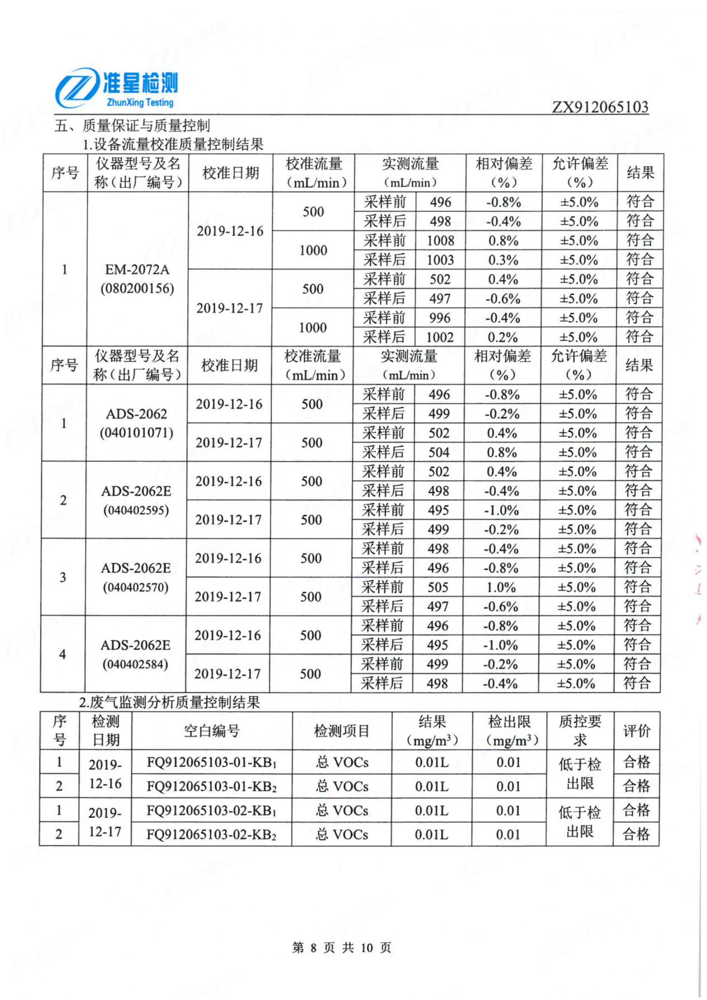 准星检测
ZhunXing Testing
ZX912065103
五、质量保证与质量控制
1.设备流量校准质量控制结果
序号 仪器型号及名称（出厂编号） 校准日期 校准流量（mL/min） 实测流量（mL/min） 相对偏差（%） 允许偏差（%） 结果
1 EM-2072A (080200156) 2019-12-16 500 采样前 496 -0.8% ±5.0% 符合
采样后 498 -0.4% ±5.0% 符合
1000 采样前 1008 0.8% ±5.0% 符合
采样后 1003 0.3% ±5.0% 符合
2019-12-17 500 采样前 502 0.4% ±5.0% 符合
采样后 497 -0.6% ±5.0% 符合
1000 采样前 996 -0.4% ±5.0% 符合
采样后 1002 0.2% ±5.0% 符合
序号 仪器型号及名称（出厂编号） 校准日期 校准流量（mL/min） 实测流量（mL/min） 相对偏差（%） 允许偏差（%） 结果
1 ADS-2062 (040101071) 2019-12-16 500 采样前 496 -0.8% ±5.0% 符合
采样后 499 -0.2% ±5.0% 符合
2019-12-17 500 采样前 502 0.4% ±5.0% 符合
采样后 504 0.8% ±5.0% 符合
2 ADS-2062E (040402595) 2019-12-16 500 采样前 502 0.4% ±5.0% 符合
采样后 498 -0.4% ±5.0% 符合
2019-12-17 500 采样前 495 -1.0% ±5.0% 符合
采样后 499 -0.2% ±5.0% 符合
3 ADS-2062E (040402570) 2019-12-16 500 采样前 498 -0.4% ±5.0% 符合
采样后 496 -0.8% ±5.0% 符合
2019-12-17 500 采样前 505 1.0% ±5.0% 符合
采样后 497 -0.6% ±5.0% 符合
4 ADS-2062E (040402584) 2019-12-16 500 采样前 496 -0.8% ±5.0% 符合
采样后 495 -1.0% ±5.0% 符合
2019-12-17 500 采样前 499 -0.2% ±5.0% 符合
采样后 498 -0.4% ±5.0% 符合
2.废气监测分析质量控制结果
序号 检测日期 空白编号 检测项目 结果（mg/m³） 检出限（mg/m³） 质控要求 评价
1 2019-12-16 FQ912065103-01-KB₁ 总 VOCs 0.01L 0.01 低于检出限 合格
2 FQ912065103-01-KB₂ 总 VOCs 0.01L 0.01 合格
1 2019-12-17 FQ912065103-02-KB₁ 总 VOCs 0.01L 0.01 低于检出限 合格
2 FQ912065103-02-KB₂ 总 VOCs 0.01L 0.01 合格
第 8 页 共 10 页